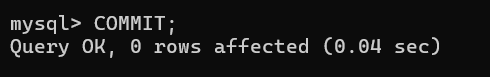 mysql> COMMIT;
Query OK, 0 rows affected (0.04 sec)